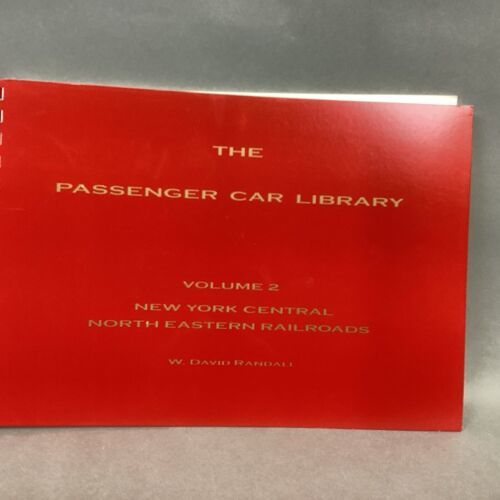 THE
PASSENGER CAR LIBRARY
VOLUME 2
NEW YORK CENTRAL
NORTH EASTERN RAILROADS
W. DAVID RANDALL